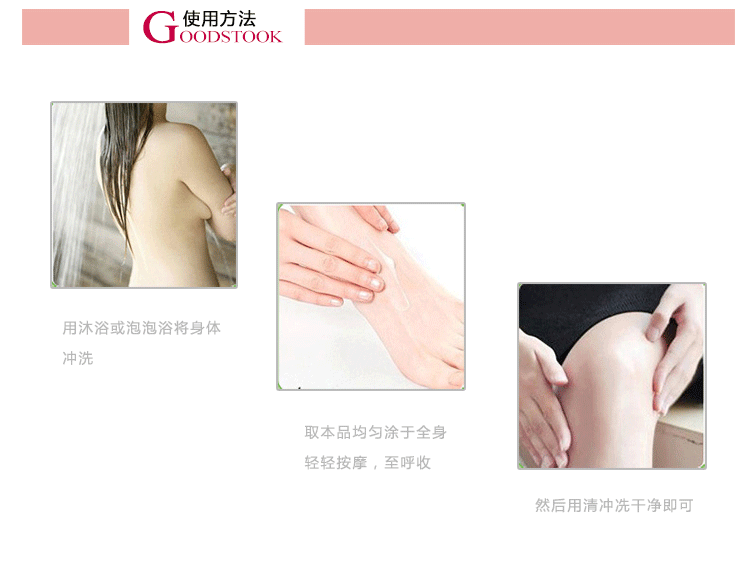 使用方法
GOODSTOOK
用沐浴或泡泡浴将身体
冲洗
取本品均匀涂于全身
轻轻按摩，至呼收
然后用清冲冼干净即可